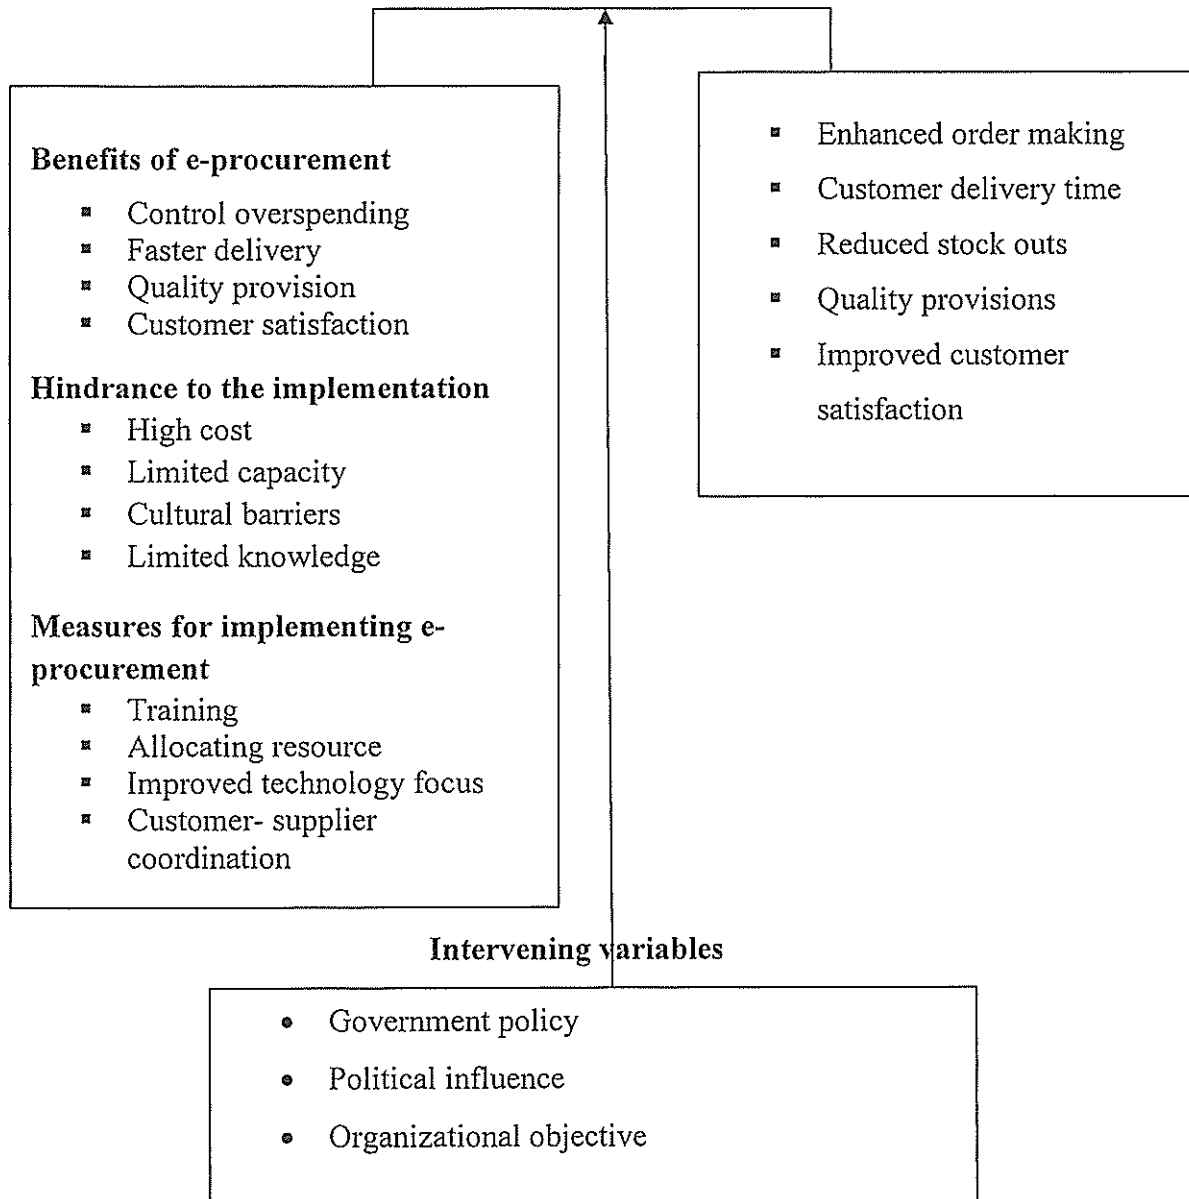 Benefits of e-procurement
▪ Control overspending
▪ Faster delivery
▪ Quality provision
▪ Customer satisfaction
Hindrance to the implementation
▪ High cost
▪ Limited capacity
▪ Cultural barriers
▪ Limited knowledge
Measures for implementing e-
procurement
▪ Training
▪ Allocating resource
▪ Improved technology focus
▪ Customer- supplier
coordination
▪ Enhanced order making
▪ Customer delivery time
▪ Reduced stock outs
▪ Quality provisions
▪ Improved customer
satisfaction
Intervening variables
• Government policy
• Political influence
• Organizational objective